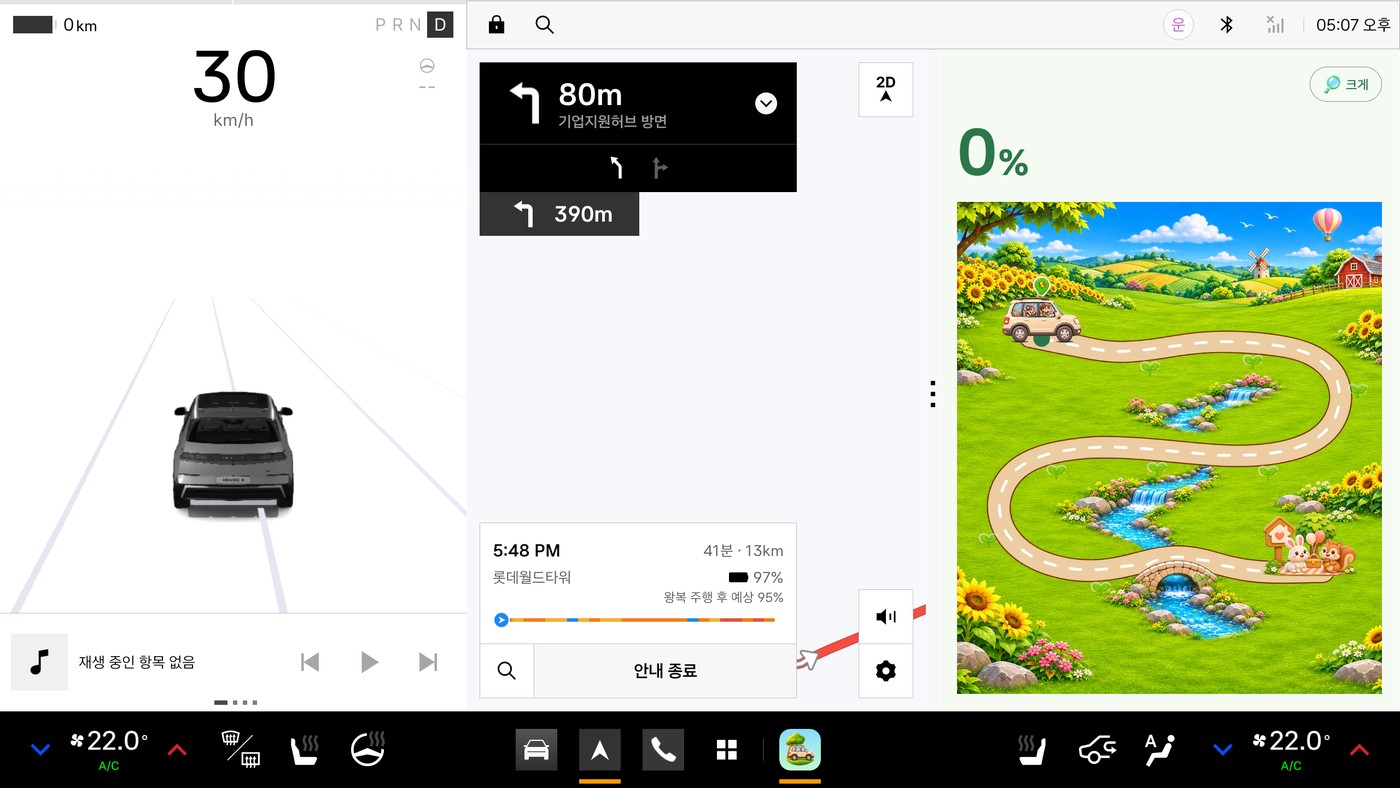 0 km
P R N D
30
km/h
--
운
05:07 오후
80m
기업지원허브 방면
390m
2D
크게
0%
5:48 PM
41분 · 13km
롯데월드타워
97%
왕복 주행 후 예상 95%
안내 종료
재생 중인 항목 없음
22.0°
A/C
A
22.0°
A/C